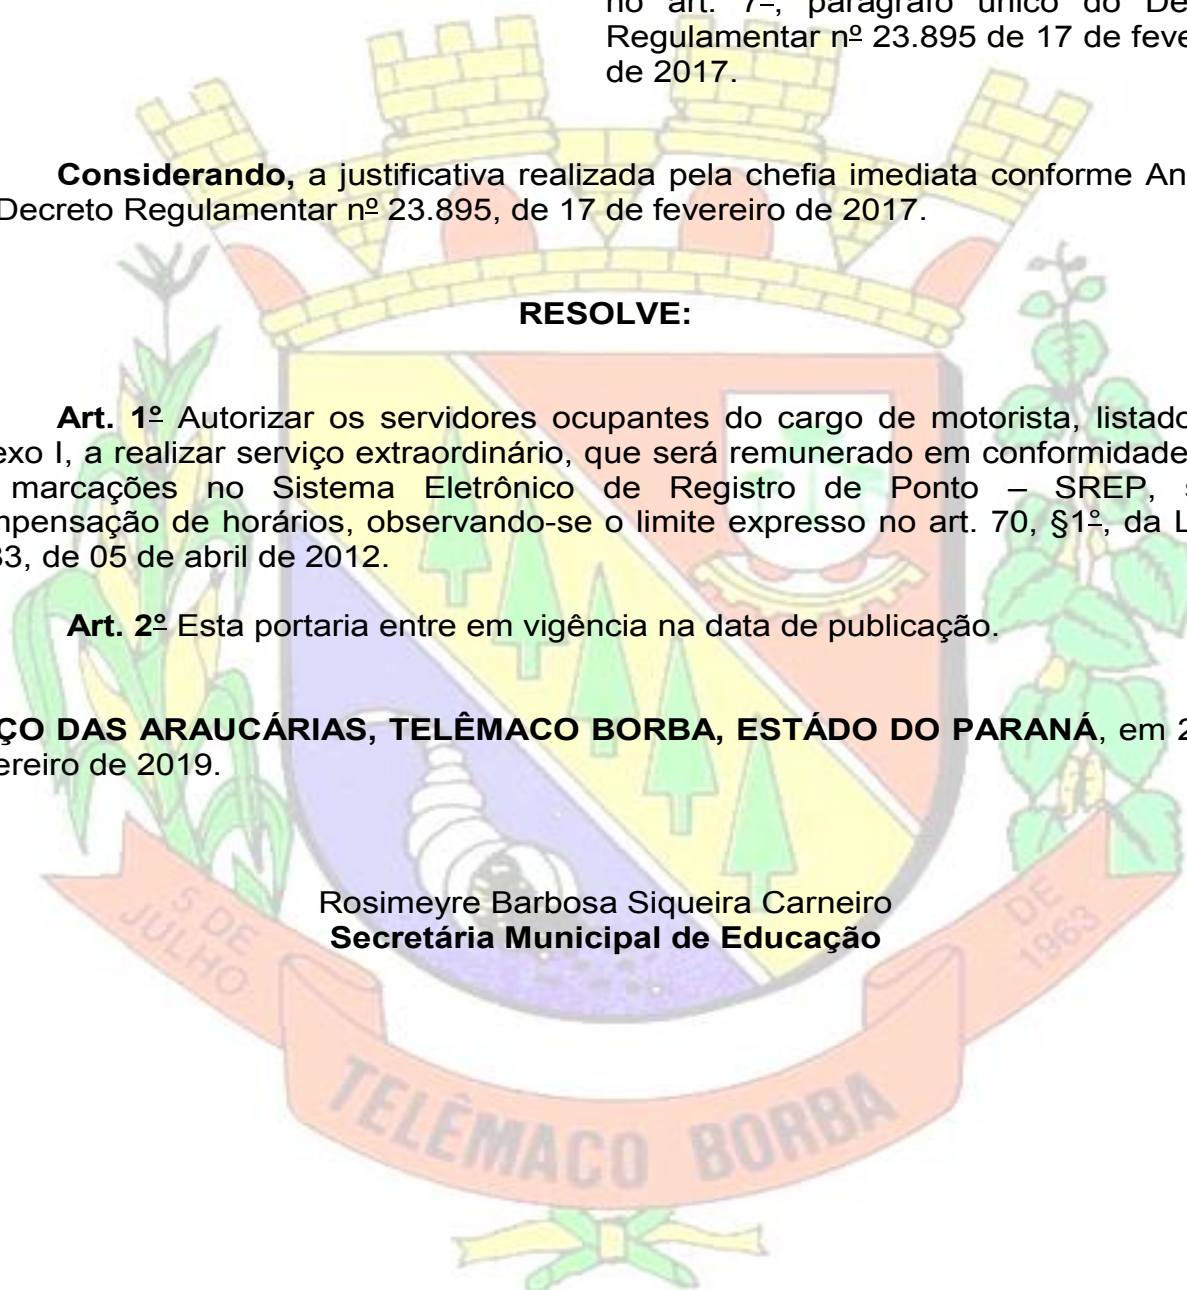 no art. 7º, parágrafo único do De
Regulamentar nº 23.895 de 17 de feve
de 2017.
Considerando, a justificativa realizada pela chefia imediata conforme An
Decreto Regulamentar nº 23.895, de 17 de fevereiro de 2017.
RESOLVE:
Art. 1º Autorizar os servidores ocupantes do cargo de motorista, listado
exo I, a realizar serviço extraordinário, que será remunerado em conformidade
marcações no Sistema Eletrônico de Registro de Ponto – SREP, s
mpensação de horários, observando-se o limite expresso no art. 70, §1º, da L
33, de 05 de abril de 2012.
Art. 2º Esta portaria entre em vigência na data de publicação.
ÇO DAS ARAUCÁRIAS, TELÊMACO BORBA, ESTÁDO DO PARANÁ, em 2
ereiro de 2019.
Rosimeyre Barbosa Siqueira Carneiro
Secretária Municipal de Educação
5 DE
JULHO
DE
1963
TELÊMACO BORBA